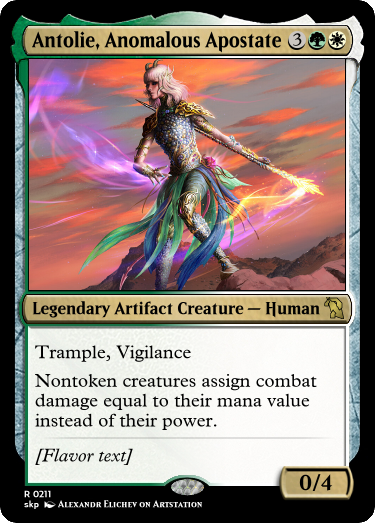 Antolie, Anomalous Apostate 3
Legendary Artifact Creature — Human
Trample, Vigilance
Nontoken creatures assign combat
damage equal to their mana value
instead of their power.
[Flavor text]
0/4
R 0211
skp Alexandr Elichev on Artstation